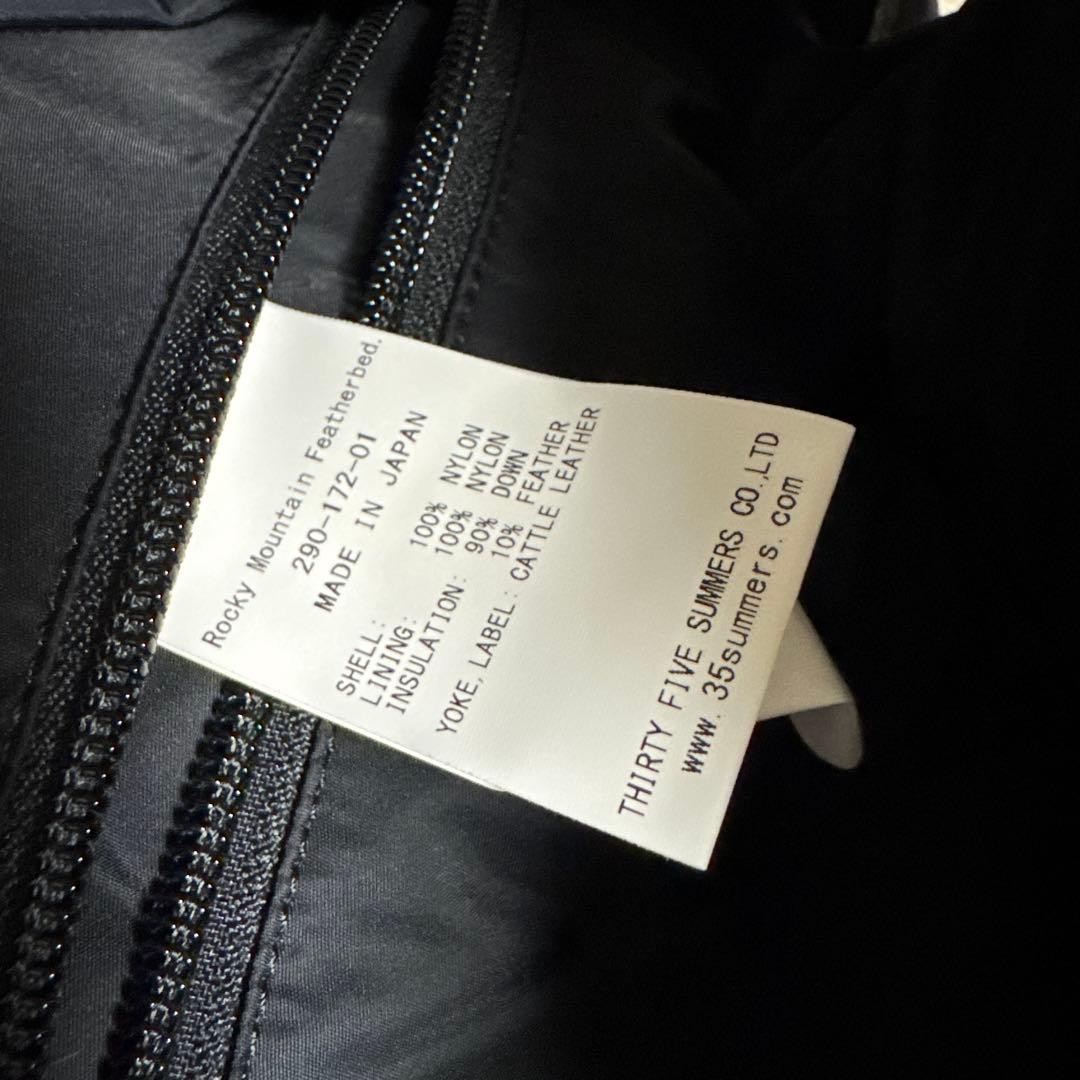 Rocky Mountain Featherbed.
290-172-01
MADE IN JAPAN
SHELL: 100% NYLON
LINING: 100% NYLON
INSULATION: 90% DOWN
10% FEATHER
YOKE, LABEL: CATTLE LEATHER
THIRTY FIVE SUMMERS CO.,LTD
www.35summers.com